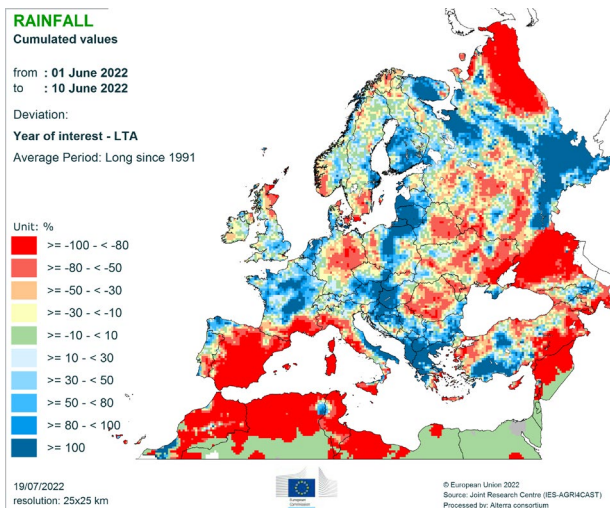 RAINFALL
Cumulated values
from : 01 June 2022
to : 10 June 2022
Deviation:
Year of interest - LTA
Average Period: Long since 1991
Unit: %
>= -100 - < -80
>= -80 - < -50
>= -50 - < -30
>= -30 - < -10
>= -10 - < 10
>= 10 - < 30
>= 30 - < 50
>= 50 - < 80
>= 80 - < 100
>= 100
19/07/2022
resolution: 25x25 km
European
Commission
© European Union 2022
Source: Joint Research Centre (IES-AGRI4CAST)
Processed by: Alterra consortium